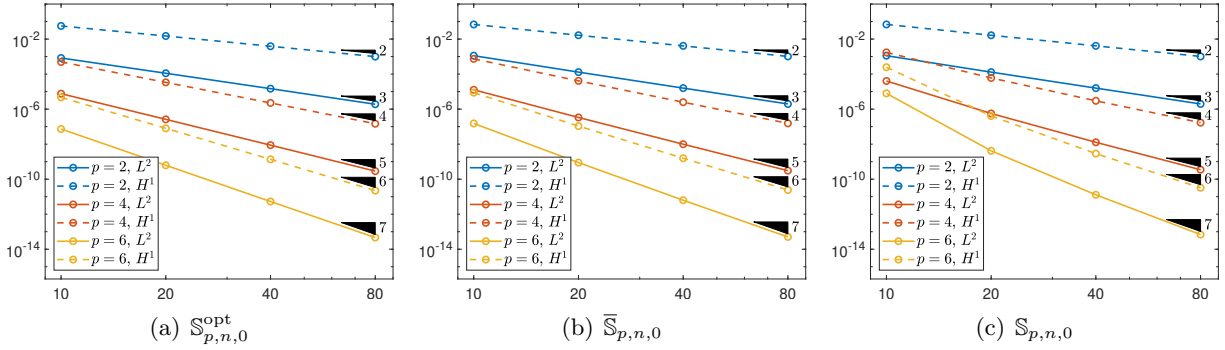 10^{-2}
10^{-6}
10^{-10}
10^{-14}
2
3
4
5
6
7
p = 2, L^2
p = 2, H^1
p = 4, L^2
p = 4, H^1
p = 6, L^2
p = 6, H^1
10 20 40 80
(a) 𝕊^{opt}_{p,n,0}
10^{-2}
10^{-6}
10^{-10}
10^{-14}
2
3
4
5
6
7
p = 2, L^2
p = 2, H^1
p = 4, L^2
p = 4, H^1
p = 6, L^2
p = 6, H^1
10 20 40 80
(b) 𝕊̅_{p,n,0}
10^{-2}
10^{-6}
10^{-10}
10^{-14}
2
3
4
5
6
7
p = 2, L^2
p = 2, H^1
p = 4, L^2
p = 4, H^1
p = 6, L^2
p = 6, H^1
10 20 40 80
(c) 𝕊_{p,n,0}